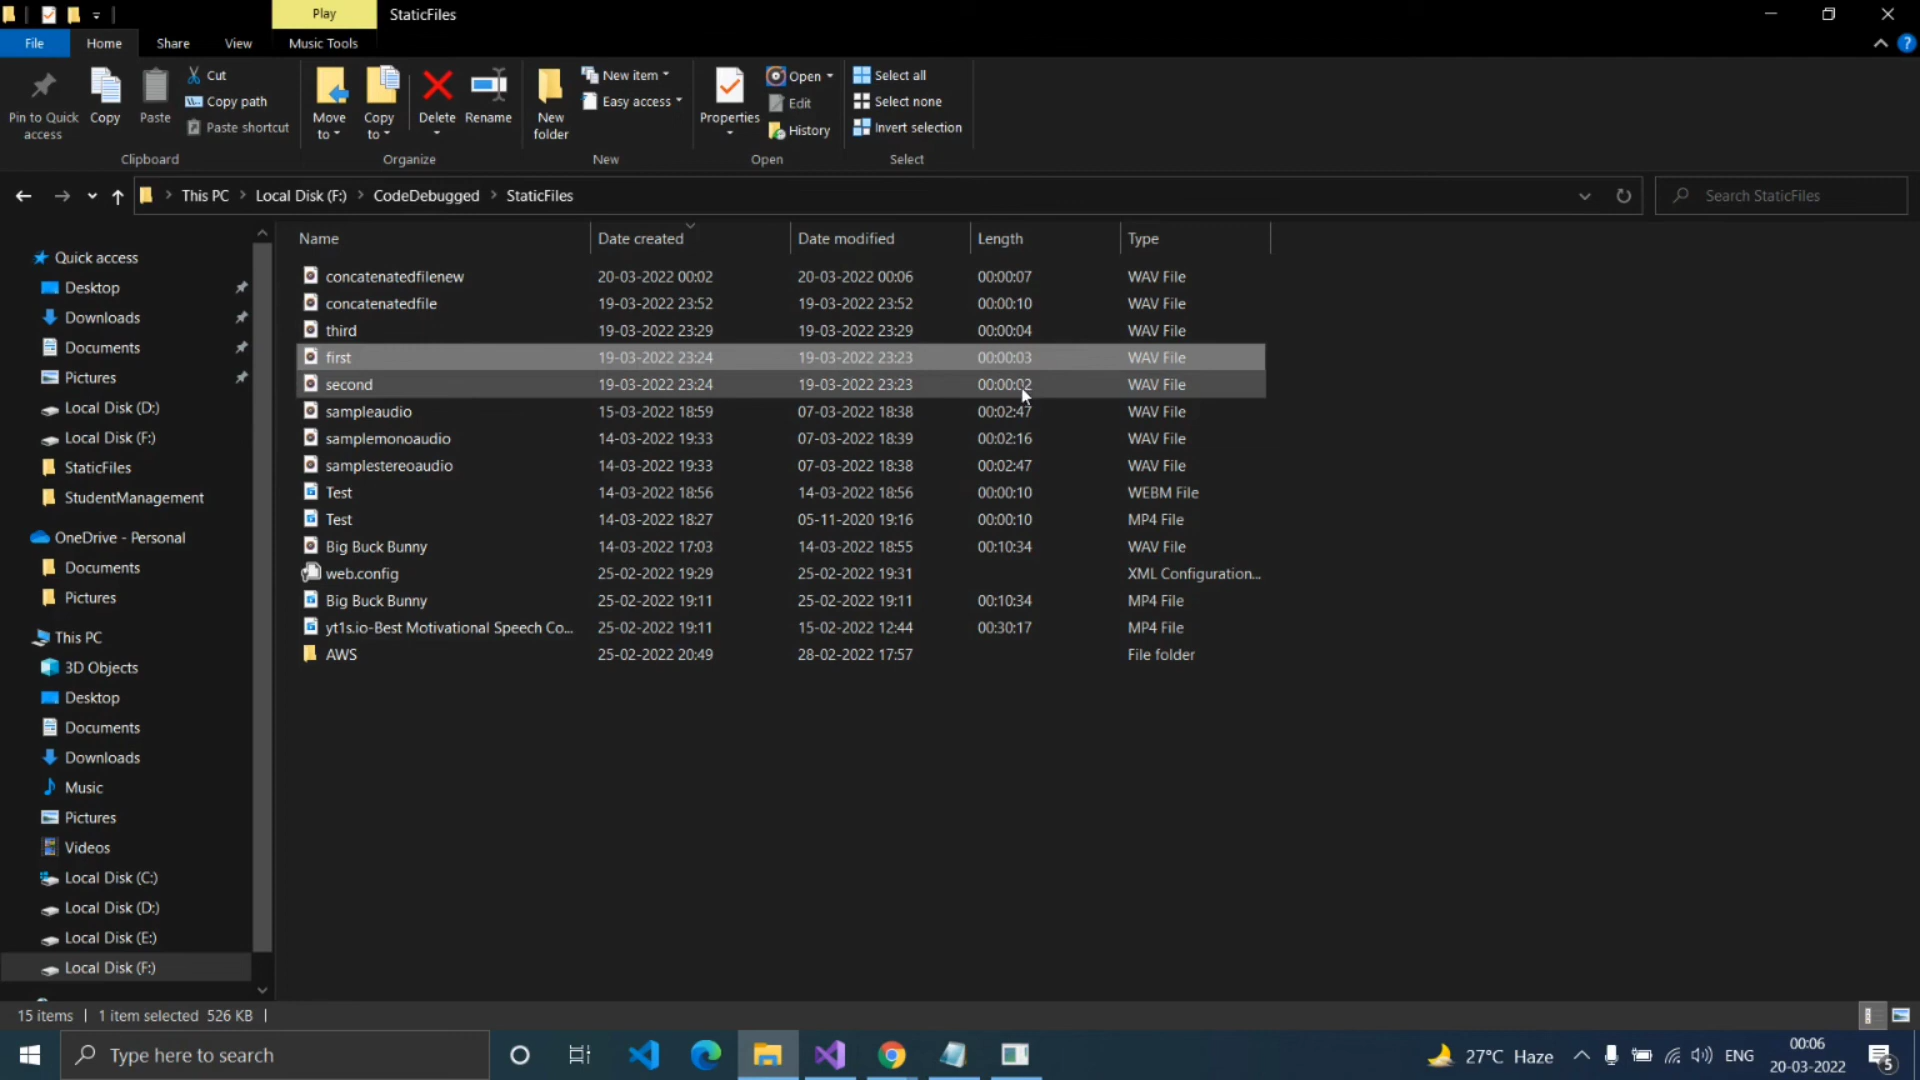 Play
StaticFiles
File
Home
Share
View
Music Tools
Pin to Quick access
Copy
Paste
Cut
Copy path
Paste shortcut
Clipboard
Move to
Copy to
Delete
Rename
Organize
New folder
New item
Easy access
New
Properties
Open
Edit
History
Open
Select all
Select none
Invert selection
Select
This PC > Local Disk (F:) > CodeDebugged > StaticFiles
Search StaticFiles
Name Date created Date modified Length Type
concatenatedfilenew 20-03-2022 00:02 20-03-2022 00:06 00:00:07 WAV File
concatenatedfile 19-03-2022 23:52 19-03-2022 23:52 00:00:10 WAV File
third 19-03-2022 23:29 19-03-2022 23:29 00:00:04 WAV File
first 19-03-2022 23:24 19-03-2022 23:23 00:00:03 WAV File
second 19-03-2022 23:24 19-03-2022 23:23 00:00:02 WAV File
sampleaudio 15-03-2022 18:59 07-03-2022 18:38 00:02:47 WAV File
samplemonoaudio 14-03-2022 19:33 07-03-2022 18:39 00:02:16 WAV File
samplestereoaudio 14-03-2022 19:33 07-03-2022 18:38 00:02:47 WAV File
Test 14-03-2022 18:56 14-03-2022 18:56 00:00:10 WEBM File
Test 14-03-2022 18:27 05-11-2020 19:16 00:00:10 MP4 File
Big Buck Bunny 14-03-2022 17:03 14-03-2022 18:55 00:10:34 WAV File
web.config 25-02-2022 19:29 25-02-2022 19:31 XML Configuration...
Big Buck Bunny 25-02-2022 19:11 25-02-2022 19:11 00:10:34 MP4 File
yt1s.io-Best Motivational Speech Co... 25-02-2022 19:11 15-02-2022 12:44 00:30:17 MP4 File
AWS 25-02-2022 20:49 28-02-2022 17:57 File folder
Quick access
Desktop
Downloads
Documents
Pictures
Local Disk (D:)
Local Disk (F:)
StaticFiles
StudentManagement
OneDrive - Personal
Documents
Pictures
This PC
3D Objects
Desktop
Documents
Downloads
Music
Pictures
Videos
Local Disk (C:)
Local Disk (D:)
Local Disk (E:)
Local Disk (F:)
15 items | 1 item selected 526 KB |
Type here to search
27°C Haze
ENG
00:06
20-03-2022
5